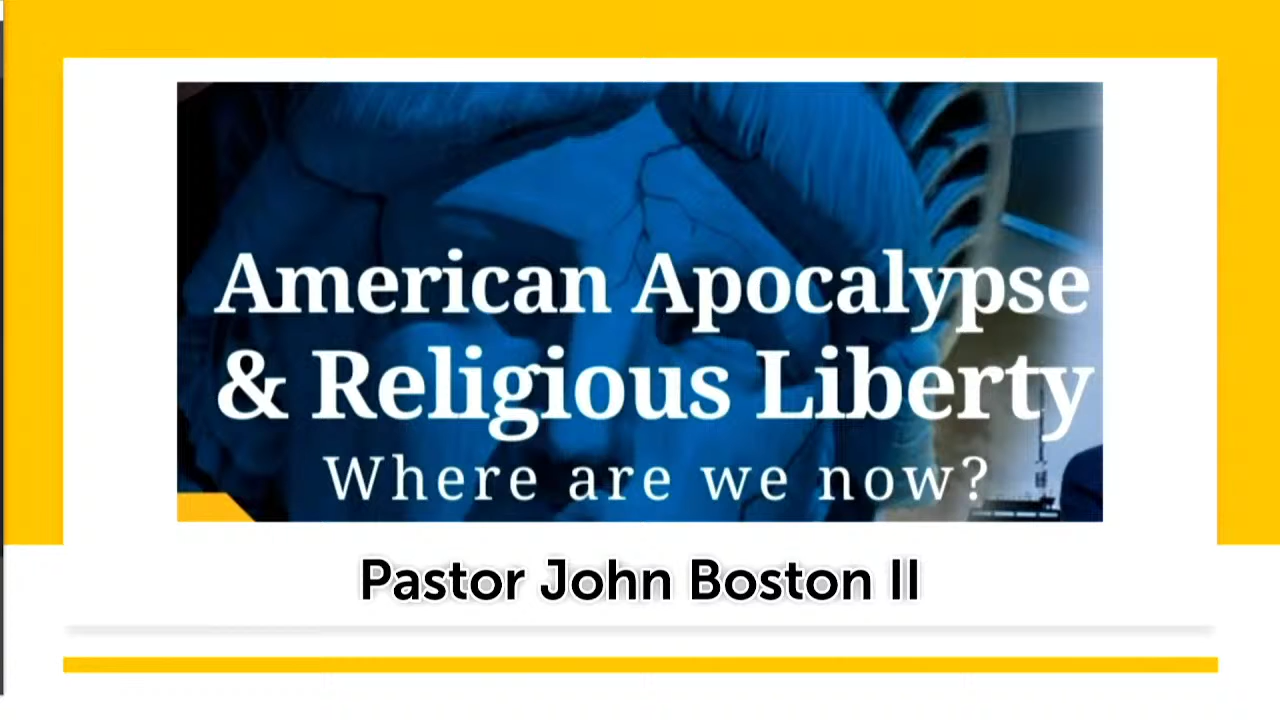 American Apocalypse
& Religious Liberty
Where are we now?
Pastor John Boston II